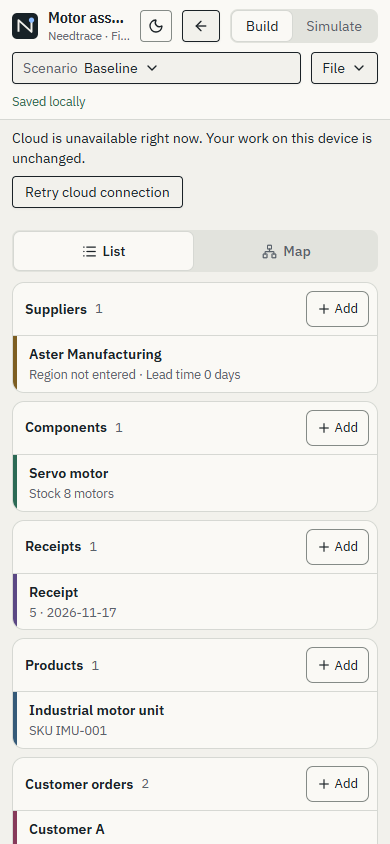 N
Motor ass...
Needtrace · Fi...
Build
Simulate
Scenario Baseline
File
Saved locally
Cloud is unavailable right now. Your work on this device is
unchanged.
Retry cloud connection
List
Map
Suppliers 1
+ Add
Aster Manufacturing
Region not entered · Lead time 0 days
Components 1
+ Add
Servo motor
Stock 8 motors
Receipts 1
+ Add
Receipt
5 · 2026-11-17
Products 1
+ Add
Industrial motor unit
SKU IMU-001
Customer orders 2
+ Add
Customer A